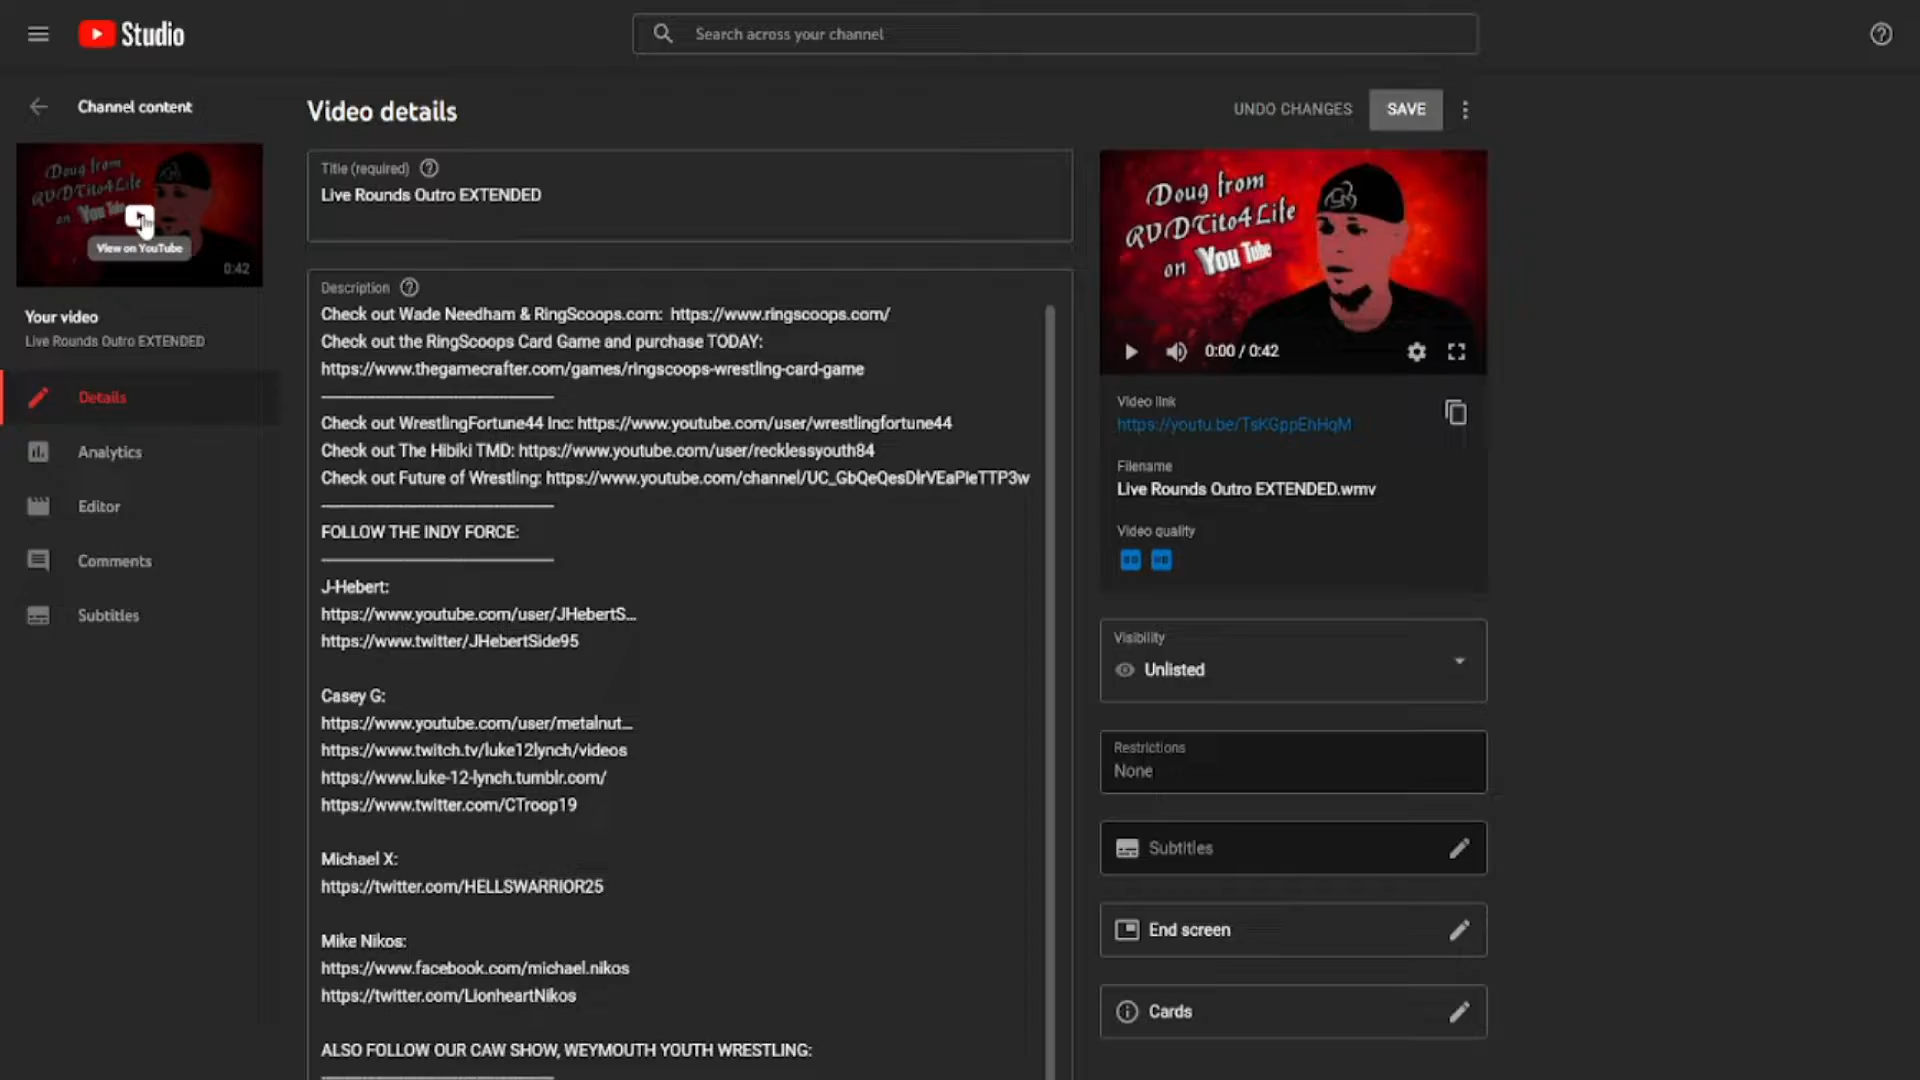 Studio
Search across your channel
Channel content
Doug from
RVDTito4Life
on You Tube
View on YouTube
0:42
Your video
Live Rounds Outro EXTENDED
Details
Analytics
Editor
Comments
Subtitles
Video details
UNDO CHANGES
SAVE
Title (required)
Live Rounds Outro EXTENDED
Description
Check out Wade Needham & RingScoops.com: https://www.ringscoops.com/
Check out the RingScoops Card Game and purchase TODAY:
https://www.thegamecrafter.com/games/ringscoops-wrestling-card-game
Check out WrestlingFortune44 Inc: https://www.youtube.com/user/wrestlingfortune44
Check out The Hibiki TMD: https://www.youtube.com/user/recklessyouth84
Check out Future of Wrestling: https://www.youtube.com/channel/UC_GbQeQesDlrVEaPleTTP3w
FOLLOW THE INDY FORCE:
J-Hebert:
https://www.youtube.com/user/JHebertS...
https://www.twitter/JHebertSide95
Casey G:
https://www.youtube.com/user/metalnut...
https://www.twitch.tv/luke12lynch/videos
https://www.luke-12-lynch.tumblr.com/
https://www.twitter.com/CTroop19
Michael X:
https://twitter.com/HELLSWARRIOR25
Mike Nikos:
https://www.facebook.com/michael.nikos
https://twitter.com/LionheartNikos
ALSO FOLLOW OUR CAW SHOW, WEYMOUTH YOUTH WRESTLING:
Doug from
RVDTito4Life
on You Tube
0:00 / 0:42
Video link
https://youtu.be/TsKGppEhHqM
Filename
Live Rounds Outro EXTENDED.wmv
Video quality
Visibility
Unlisted
Restrictions
None
Subtitles
End screen
Cards